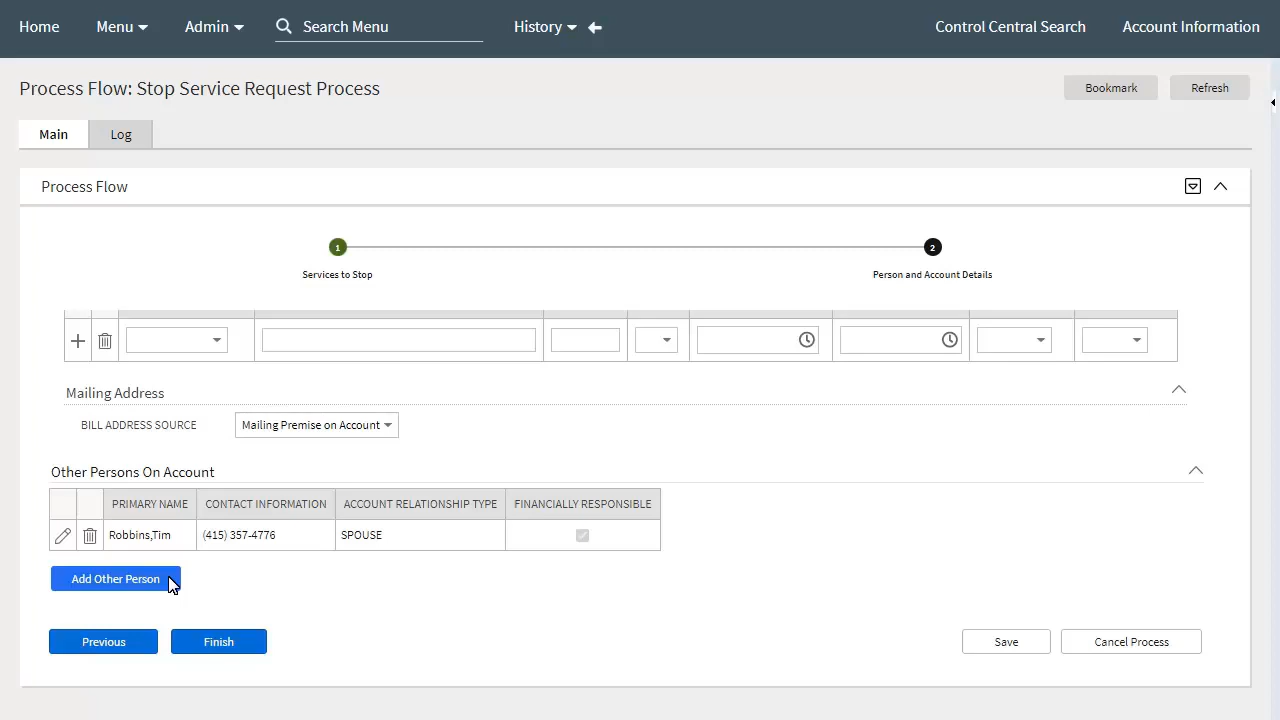 Home Menu Admin Search Menu History Control Central Search Account Information
Process Flow: Stop Service Request Process Bookmark Refresh
Main Log
Process Flow
1 2
Services to Stop Person and Account Details
Mailing Address
BILL ADDRESS SOURCE Mailing Premise on Account
Other Persons On Account
PRIMARY NAME CONTACT INFORMATION ACCOUNT RELATIONSHIP TYPE FINANCIALLY RESPONSIBLE
Robbins,Tim (415) 357-4776 SPOUSE
Add Other Person
Previous Finish Save Cancel Process